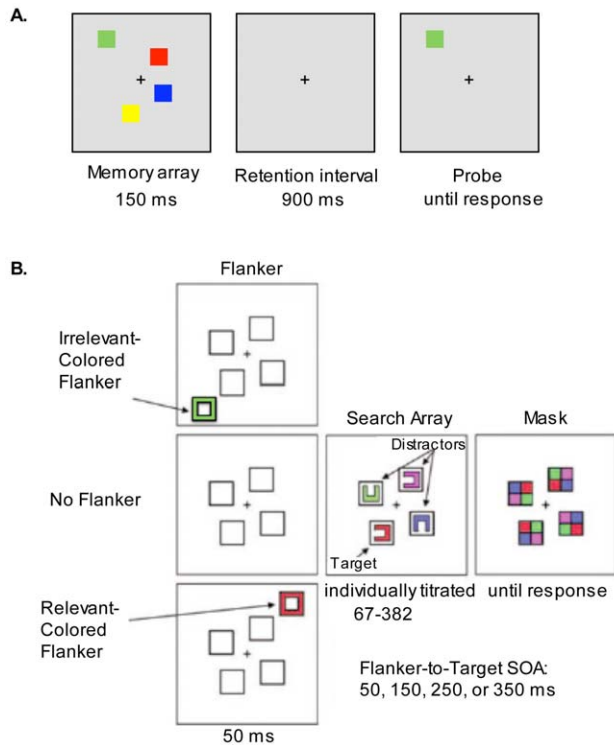 A.
Memory array
150 ms
Retention interval
900 ms
Probe
until response
B.
Flanker
Irrelevant-
Colored
Flanker
Search Array
Mask
Distractors
No Flanker
Target
individually titrated
67-382
until response
Relevant-
Colored
Flanker
Flanker-to-Target SOA:
50, 150, 250, or 350 ms
50 ms